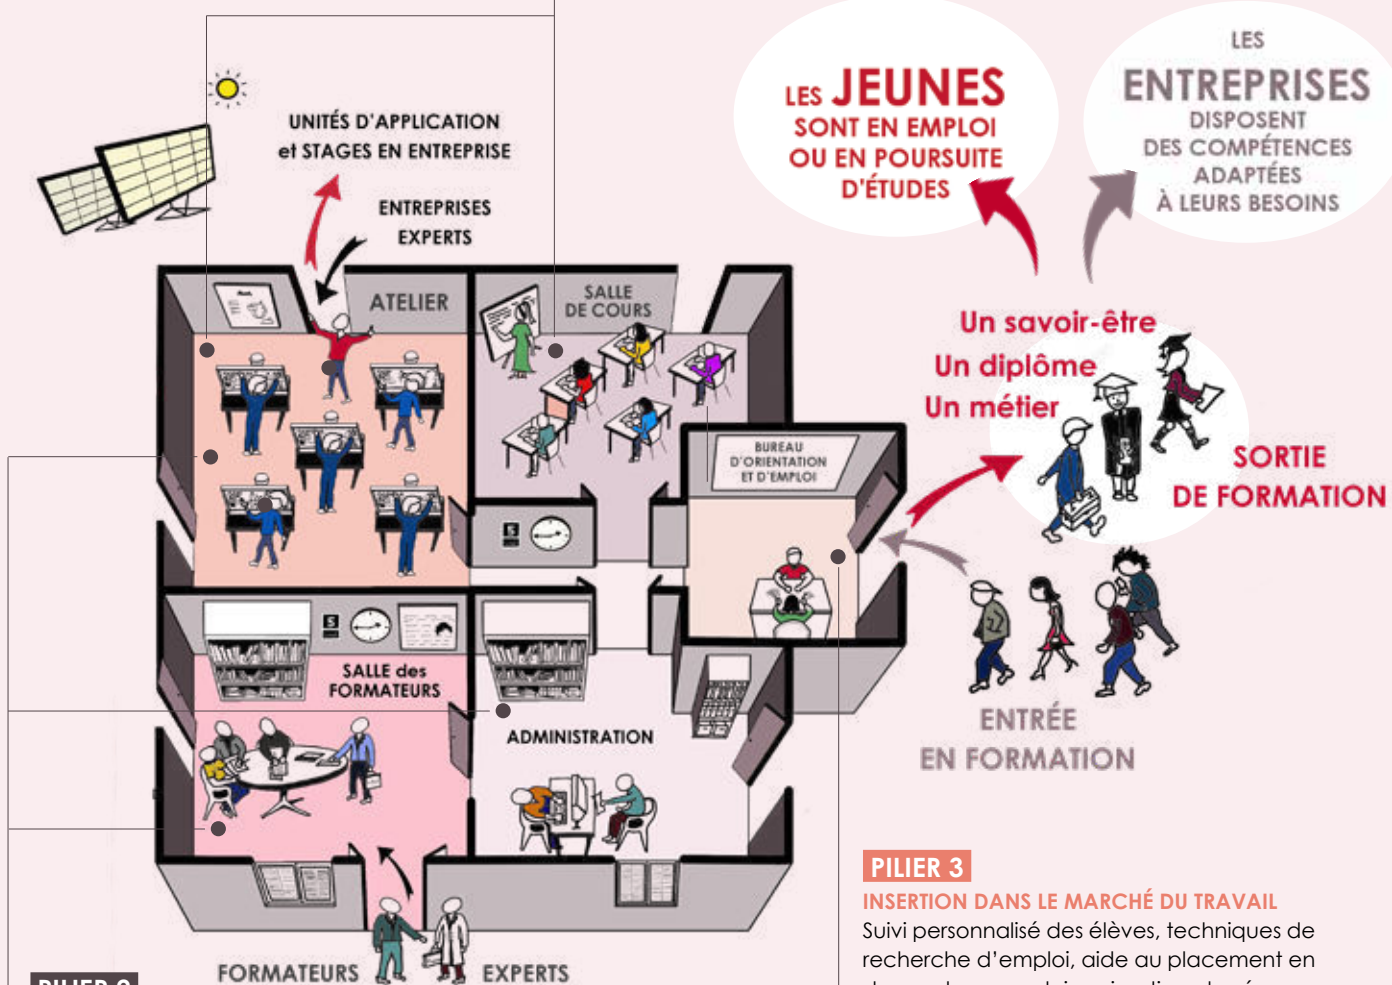 UNITÉS D'APPLICATION
et STAGES EN ENTREPRISE
ENTREPRISES
EXPERTS
LES JEUNES
SONT EN EMPLOI
OU EN POURSUITE
D'ÉTUDES
LES
ENTREPRISES
DISPOSENT
DES COMPÉTENCES
ADAPTÉES
À LEURS BESOINS
ATELIER
SALLE
DE COURS
Un savoir-être
Un diplôme
Un métier
SORTIE
DE FORMATION
BUREAU
D'ORIENTATION
ET D'EMPLOI
ENTRÉE
EN FORMATION
SALLE des
FORMATEURS
ADMINISTRATION
FORMATEURS
EXPERTS
PILIER 3
INSERTION DANS LE MARCHÉ DU TRAVAIL
Suivi personnalisé des élèves, techniques de
recherche d'emploi, aide au placement en